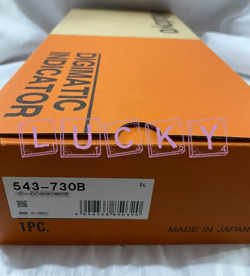 DIGIMATIC
INDICATOR
LUCKY
543-730B
1PC.
MADE IN JAPAN